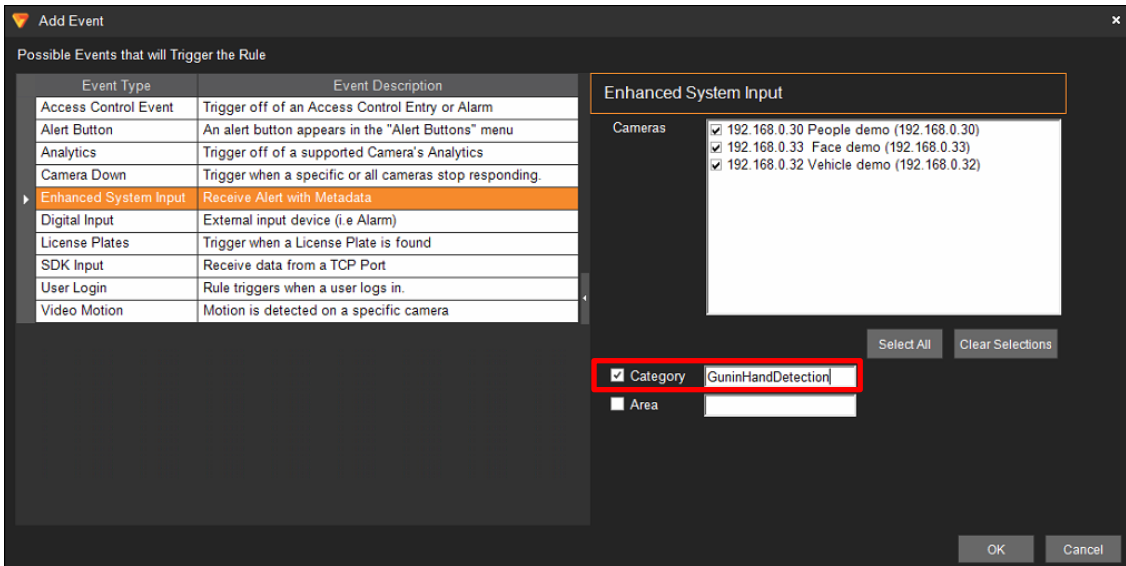 Add Event
Possible Events that will Trigger the Rule
Event Type Event Description
Access Control Event Trigger off of an Access Control Entry or Alarm
Alert Button An alert button appears in the "Alert Buttons" menu
Analytics Trigger off of a supported Camera's Analytics
Camera Down Trigger when a specific or all cameras stop responding.
Enhanced System Input Receive Alert with Metadata
Digital Input External input device (i.e Alarm)
License Plates Trigger when a License Plate is found
SDK Input Receive data from a TCP Port
User Login Rule triggers when a user logs in.
Video Motion Motion is detected on a specific camera
Enhanced System Input
Cameras
192.168.0.30 People demo (192.168.0.30)
192.168.0.33 Face demo (192.168.0.33)
192.168.0.32 Vehicle demo (192.168.0.32)
Select All Clear Selections
Category GuninHandDetection
Area
OK Cancel